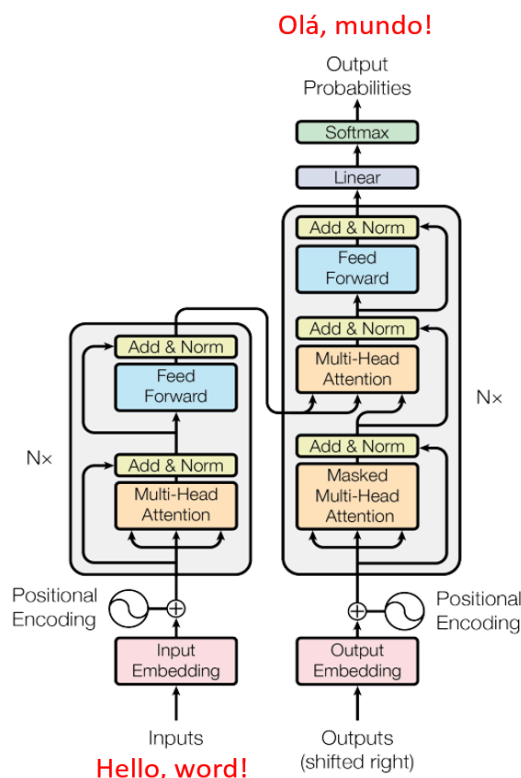 Olá, mundo!
Output
Probabilities
Softmax
Linear
Add & Norm
Feed
Forward
Add & Norm
Multi-Head
Attention
Nx
Add & Norm
Masked
Multi-Head
Attention
Add & Norm
Feed
Forward
Nx
Add & Norm
Multi-Head
Attention
Positional
Encoding
Positional
Encoding
Input
Embedding
Output
Embedding
Inputs
Outputs
(shifted right)
Hello, word!